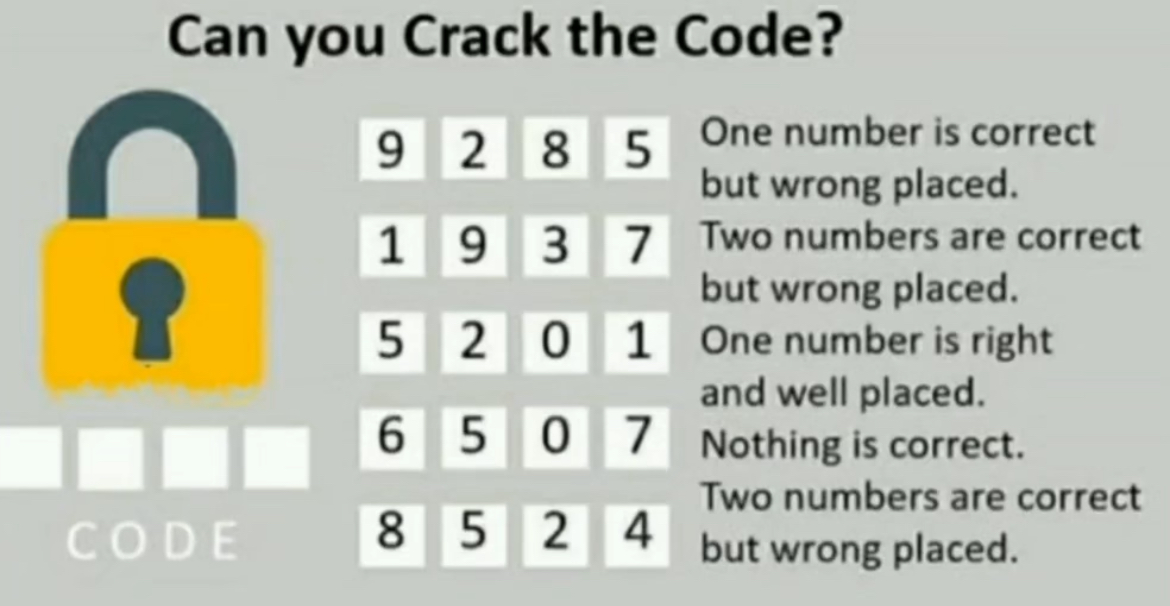 Can you Crack the Code?
9 2 8 5 One number is correct
but wrong placed.
1 9 3 7 Two numbers are correct
but wrong placed.
5 2 0 1 One number is right
and well placed.
6 5 0 7 Nothing is correct.
8 5 2 4 Two numbers are correct
but wrong placed.
CODE